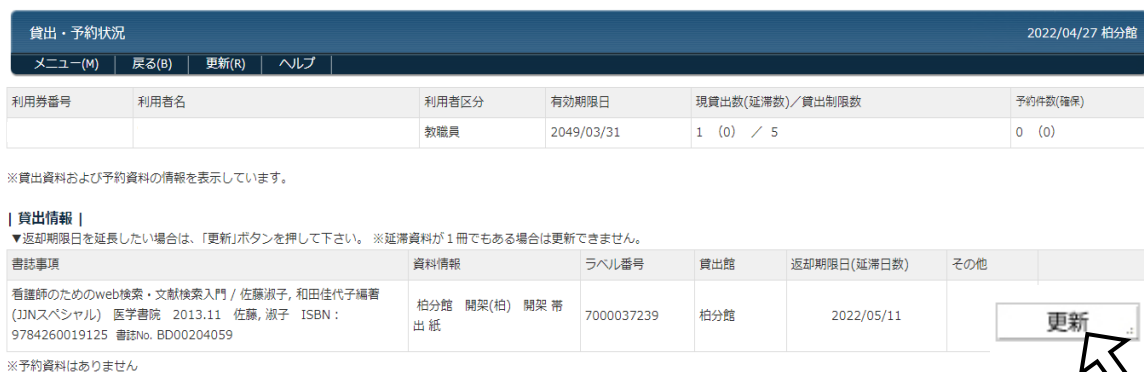 貸出・予約状況 2022/04/27 柏分館
メニュー(M) 戻る(B) 更新(R) ヘルプ
利用券番号 利用者名 利用者区分 有効期限日 現貸出数(延滞数)／貸出制限数 予約件数(確保)
教職員 2049/03/31 1 (0) ／ 5 0 (0)
※貸出資料および予約資料の情報を表示しています。
| 貸出情報 |
▼返却期限日を延長したい場合は、「更新」ボタンを押して下さい。 ※延滞資料が１冊でもある場合は更新できません。
書誌事項 資料情報 ラベル番号 貸出館 返却期限日(延滞日数) その他
看護師のためのweb検索・文献検索入門 / 佐藤淑子, 和田佳代子編著
(JJNスペシャル) 医学書院 2013.11 佐藤, 淑子 ISBN：
9784260019125 書誌No. BD00204059
柏分館 開架(柏) 開架 帯
出 紙
7000037239 柏分館 2022/05/11 更新
※予約資料はありません